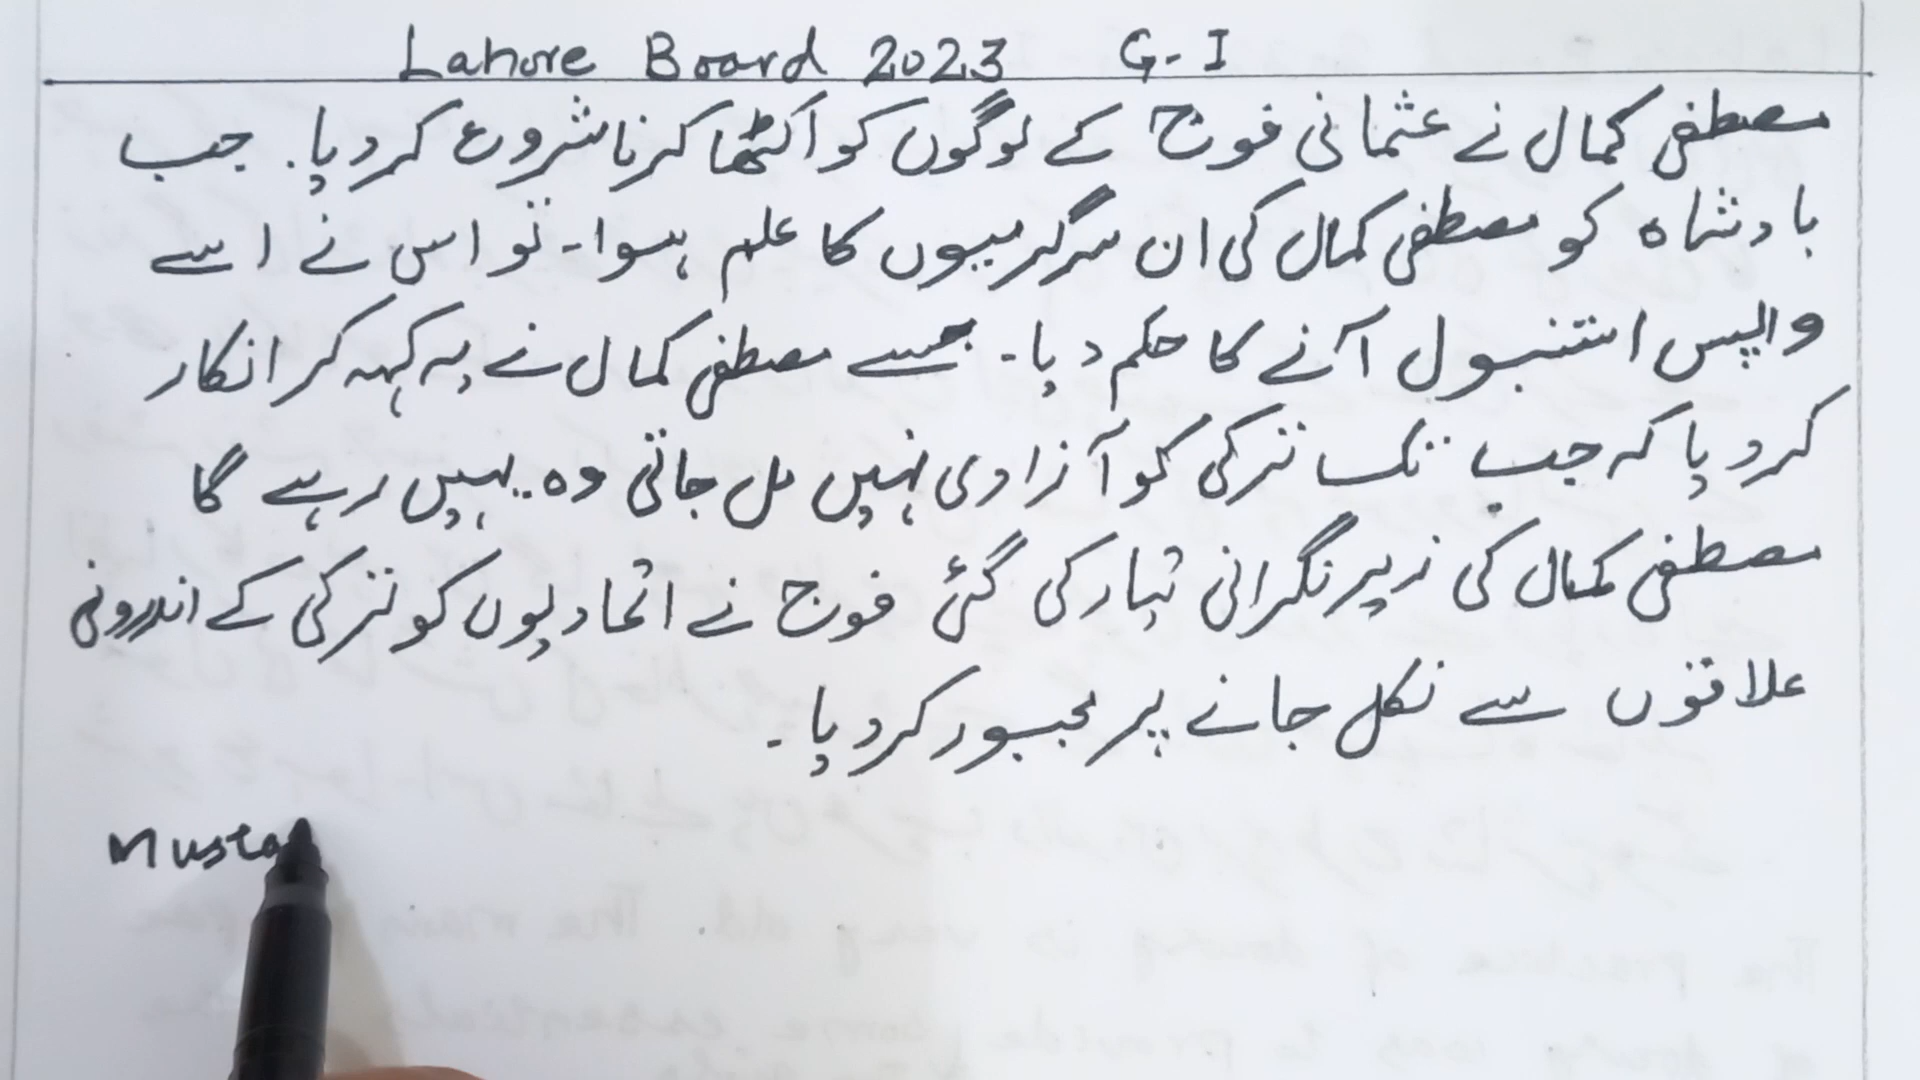 Lahore Board 2023 G-I
مصطفی کمال نے عثمانی فوج کے لوگوں کو اکٹھا کرنا شروع کر دیا. جب
بادشاہ کو مصطفی کمال کی ان سرگرمیوں کا علم ہوا۔ تو اس نے اسے
واپس استنبول آنے کا حکم دیا۔ جسے مصطفی کمال نے یہ کہہ کر انکار
کر دیا کہ جب تک ترکی کو آزادی نہیں مل جاتی وہ یہیں رہے گا
مصطفی کمال کی زیر نگرانی تیار کی گئی فوج نے اتحادیوں کو ترکی کے اندرونی
علاقوں سے نکل جانے پر مجبور کر دیا۔
Musta